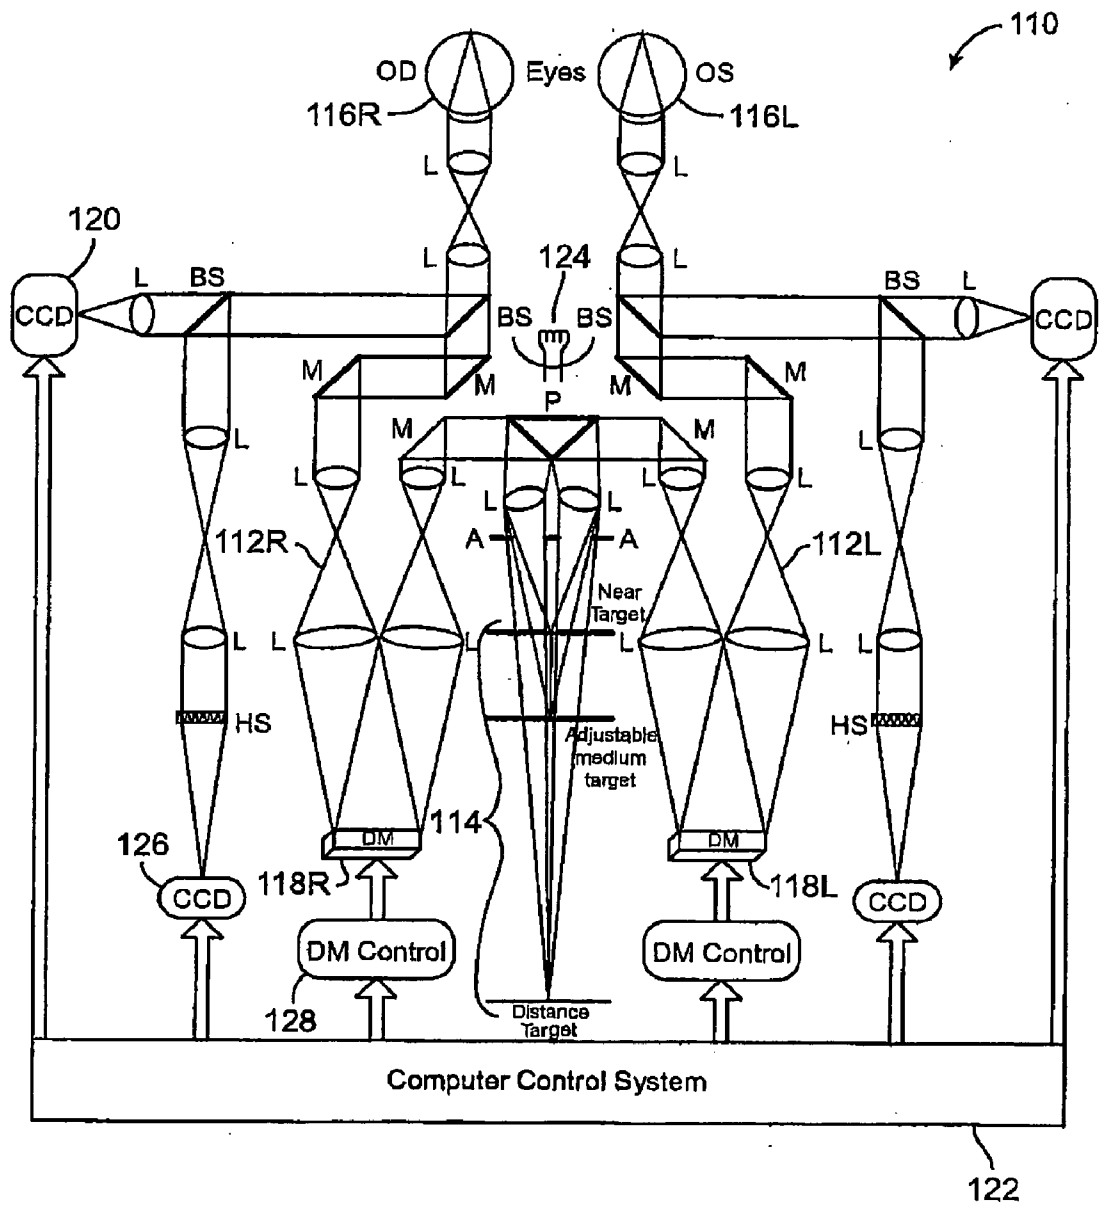 110
OD Eyes OS
116R 116L
L L
120
L L
124
L BS BS BS BS L
CCD CCD
M M M M
P
M M
L L L L L L L L
A A
112R 112L
Near
Target
L L L L L L
HS HS
Adjustable
medium
target
114
DM DM
126
118R 118L
CCD CCD
DM Control DM Control
128
Distance
Target
Computer Control System
122